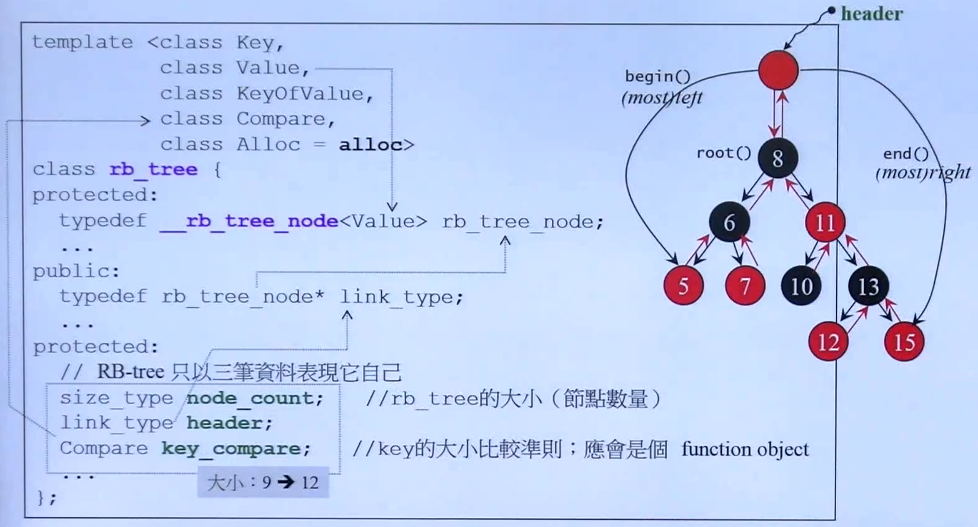 header
template <class Key,
class Value,
class KeyOfValue,
class Compare,
class Alloc = alloc>
class rb_tree {
protected:
typedef __rb_tree_node<Value> rb_tree_node;
...
public:
typedef rb_tree_node* link_type;
...
protected:
// RB-tree 只以三筆資料表現它自己
size_type node_count; //rb_tree的大小（節點數量）
link_type header;
Compare key_compare; //key的大小比較準則；應會是個 function object
...
大小：9 → 12
};
begin()
(most)left
root()
end()
(most)right
8
6 11
5 7 10 13
12 15